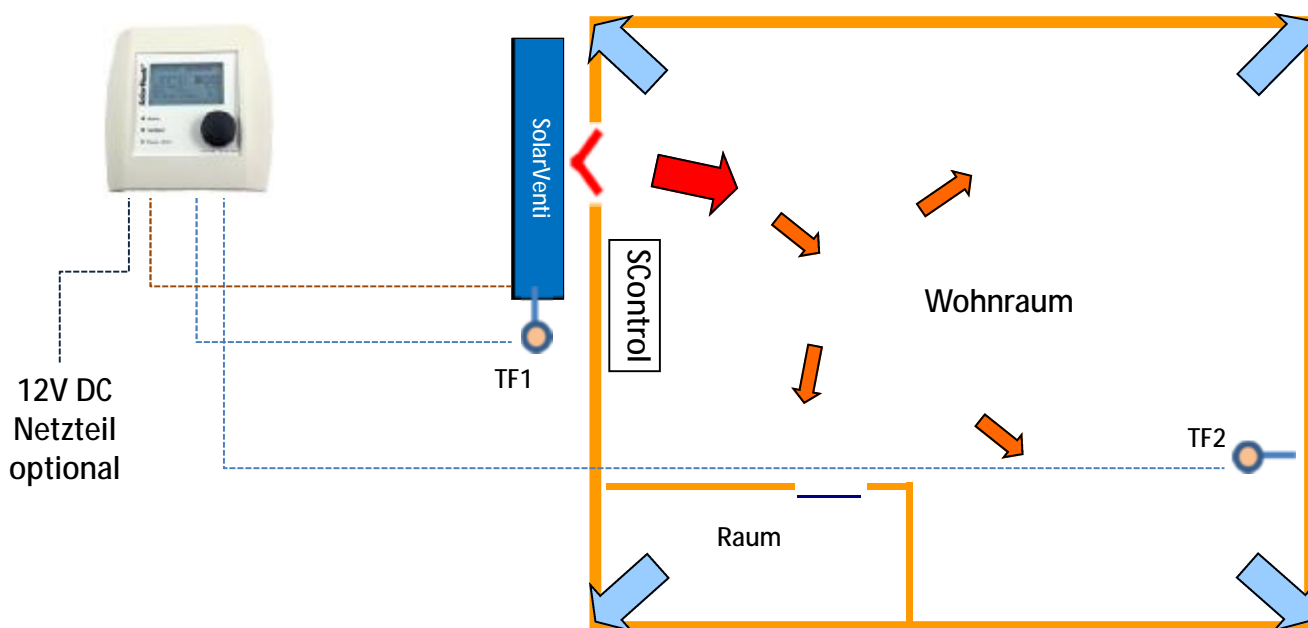 SolarVenti
SControl
Wohnraum
TF1
12V DC
Netzteil
optional
TF2
Raum